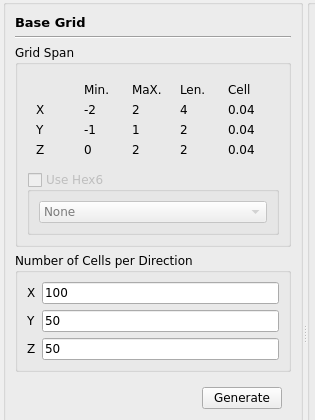 Base Grid
Grid Span
Min. MaX. Len. Cell
X -2 2 4 0.04
Y -1 1 2 0.04
Z 0 2 2 0.04
Use Hex6
None
Number of Cells per Direction
X 100
Y 50
Z 50
Generate